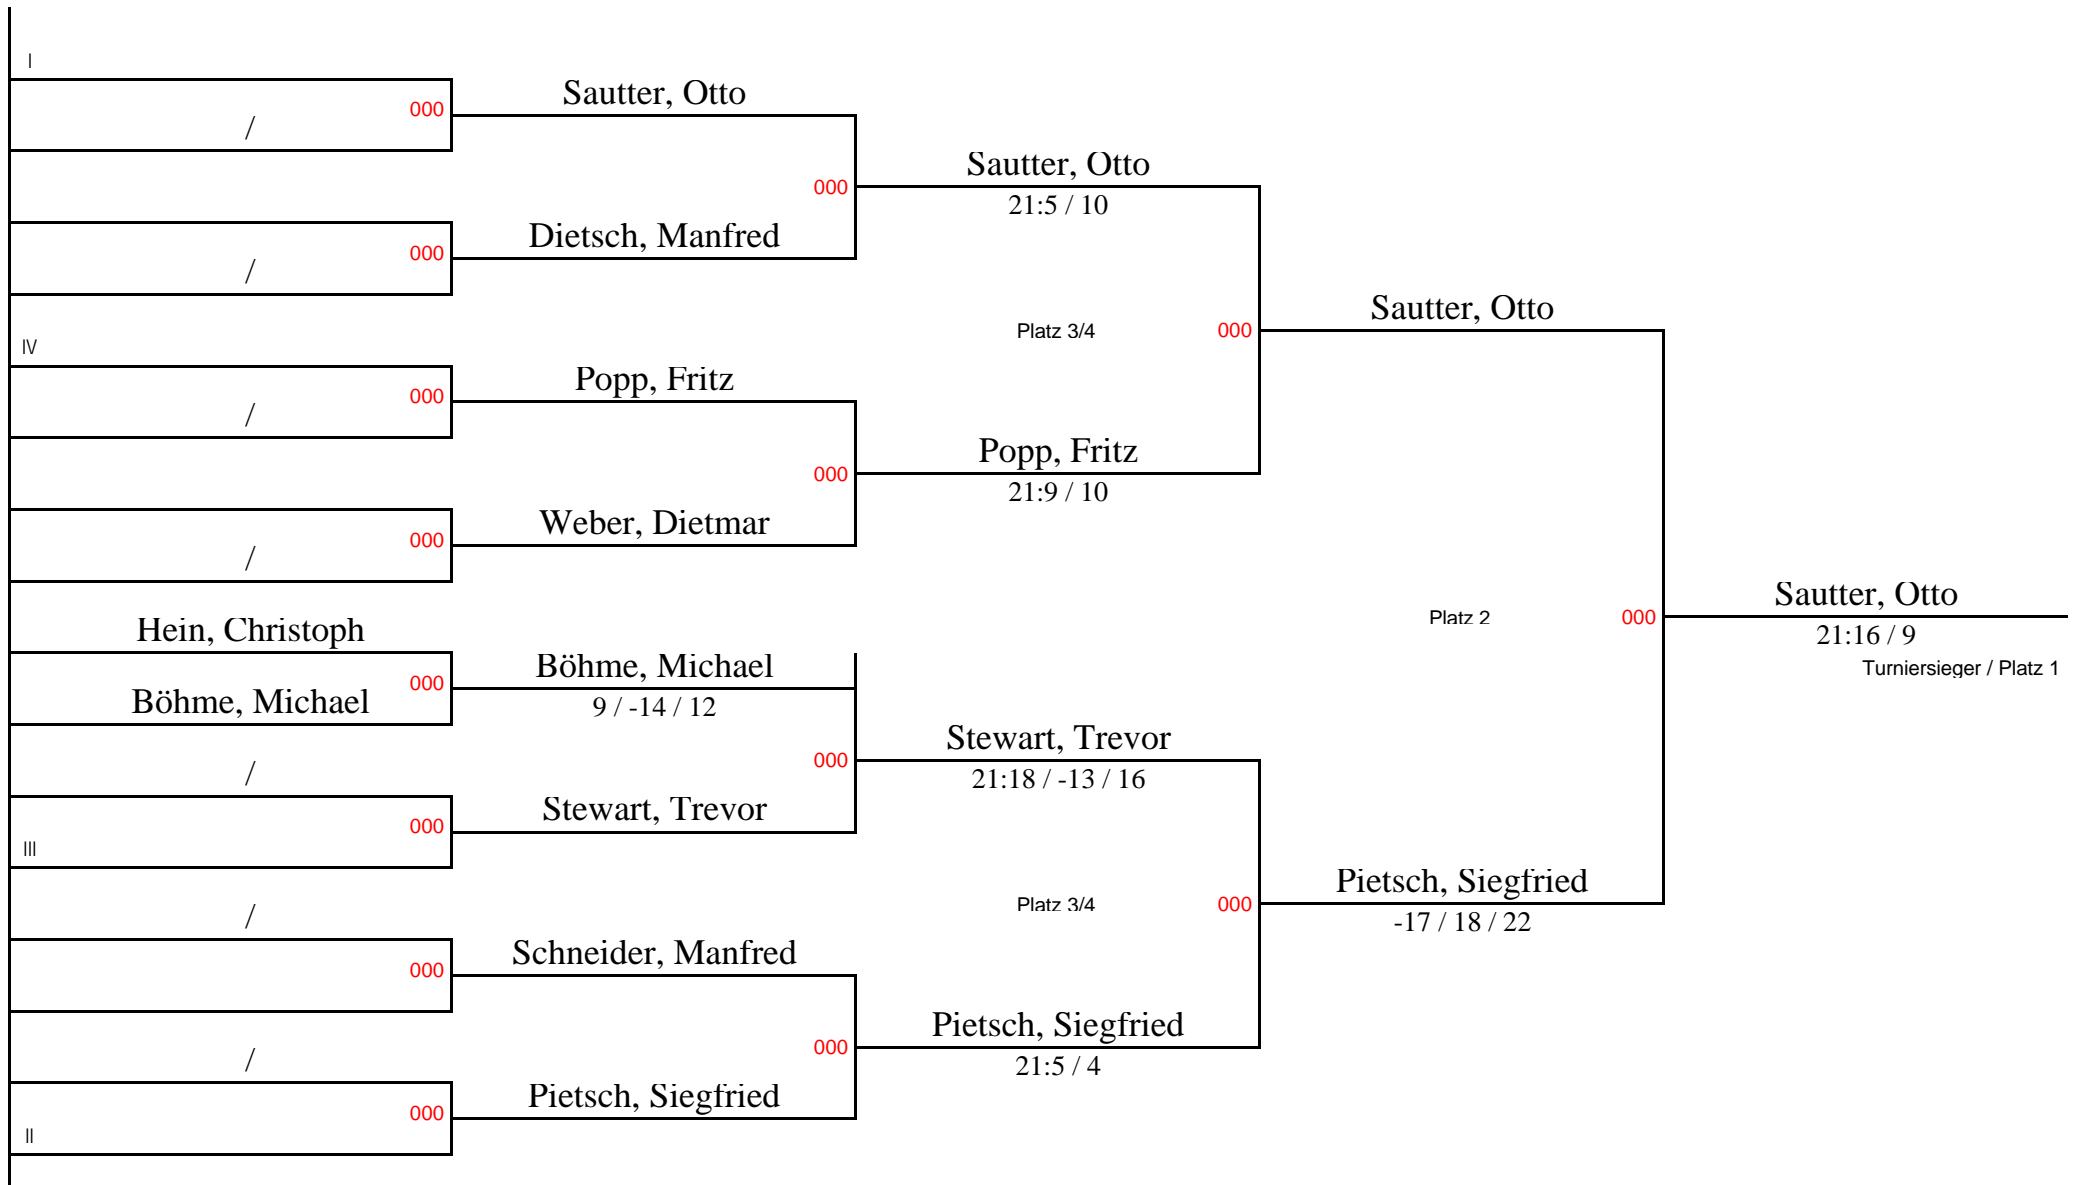 I
000
/
Sautter, Otto
000
Sautter, Otto
21:5 / 10
000
/
Dietsch, Manfred
Platz 3/4
000
Sautter, Otto
IV
000
/
Popp, Fritz
000
Popp, Fritz
21:9 / 10
000
/
Weber, Dietmar
Platz 2
000
Sautter, Otto
21:16 / 9
Turniersieger / Platz 1
Hein, Christoph
000
Böhme, Michael
Böhme, Michael
9 / -14 / 12
000
Stewart, Trevor
21:18 / -13 / 16
/
000
III
Stewart, Trevor
Platz 3/4
000
Pietsch, Siegfried
-17 / 18 / 22
/
000
Schneider, Manfred
000
Pietsch, Siegfried
21:5 / 4
/
000
II
Pietsch, Siegfried